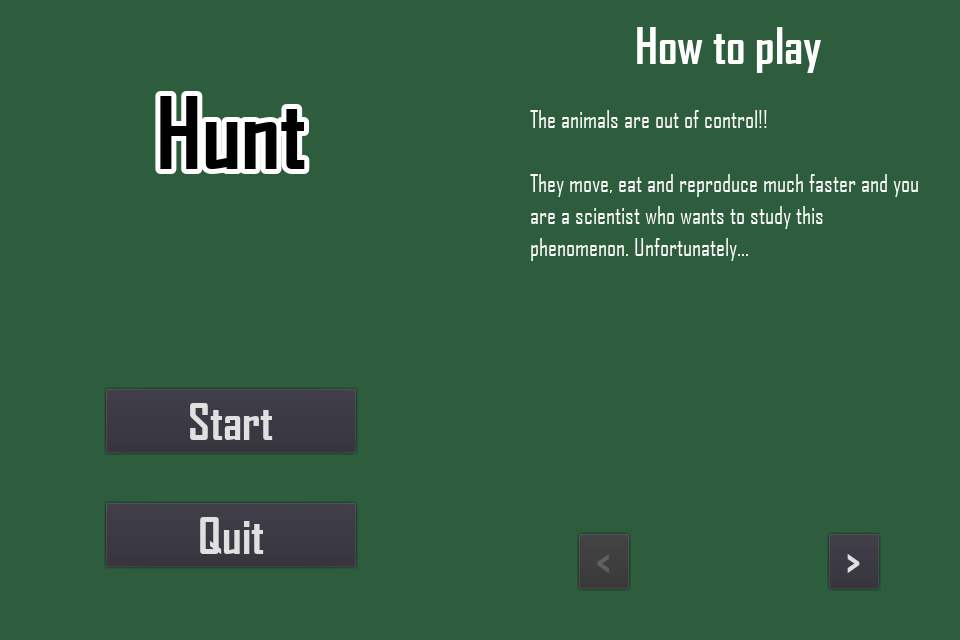 Hunt
Start
Quit
How to play
The animals are out of control!!
They move, eat and reproduce much faster and you
are a scientist who wants to study this
phenomenon. Unfortunately...
<
>